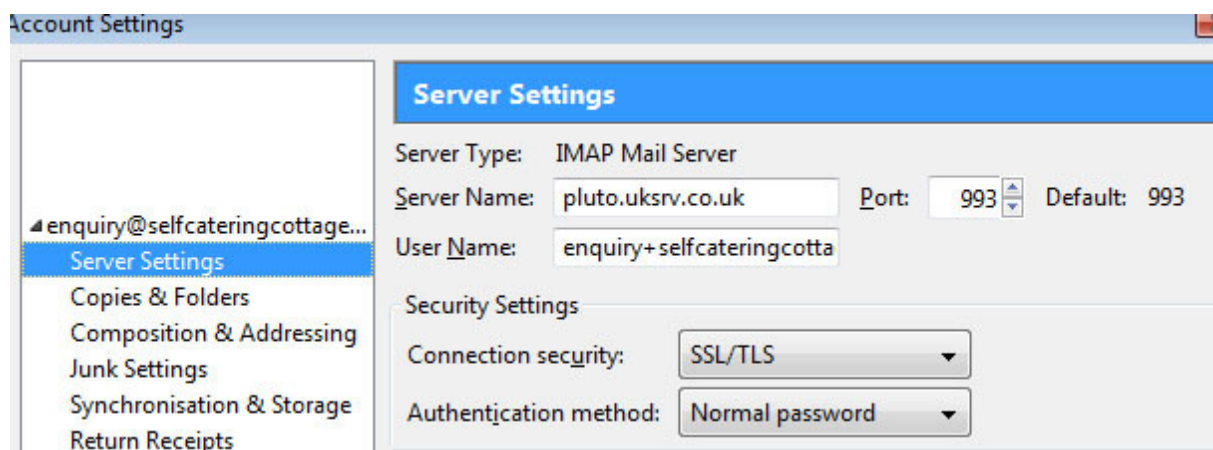 Account Settings
enquiry@selfcateringcottage...
Server Settings
Copies & Folders
Composition & Addressing
Junk Settings
Synchronisation & Storage
Return Receipts
Server Settings
Server Type: IMAP Mail Server
Server Name: pluto.uksrv.co.uk Port: 993 Default: 993
User Name: enquiry+selfcateringcotta
Security Settings
Connection security: SSL/TLS
Authentication method: Normal password